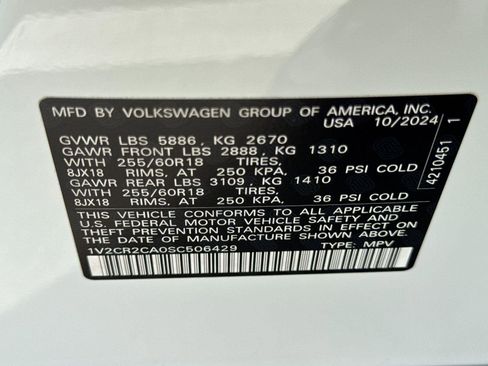 MFD BY VOLKSWAGEN GROUP OF AMERICA, INC.
USA 10/2024
GVWR LBS 5886, KG 2670
GAWR FRONT LBS 2888, KG 1310
WITH 255/60R18 TIRES,
8JX18 RIMS, AT 250 KPA, 36 PSI COLD
GAWR REAR LBS 3109, KG 1410
WITH 255/60R18 TIRES,
8JX18 RIMS, AT 250 KPA, 36 PSI COLD
THIS VEHICLE CONFORMS TO ALL APPLICABLE
U.S. FEDERAL MOTOR VEHICLE SAFETY AND
THEFT PREVENTION STANDARDS IN EFFECT ON
THE DATE OF MANUFACTURE SHOWN ABOVE.
1V2CR2CA0SC506429 TYPE: MPV
4210451 1